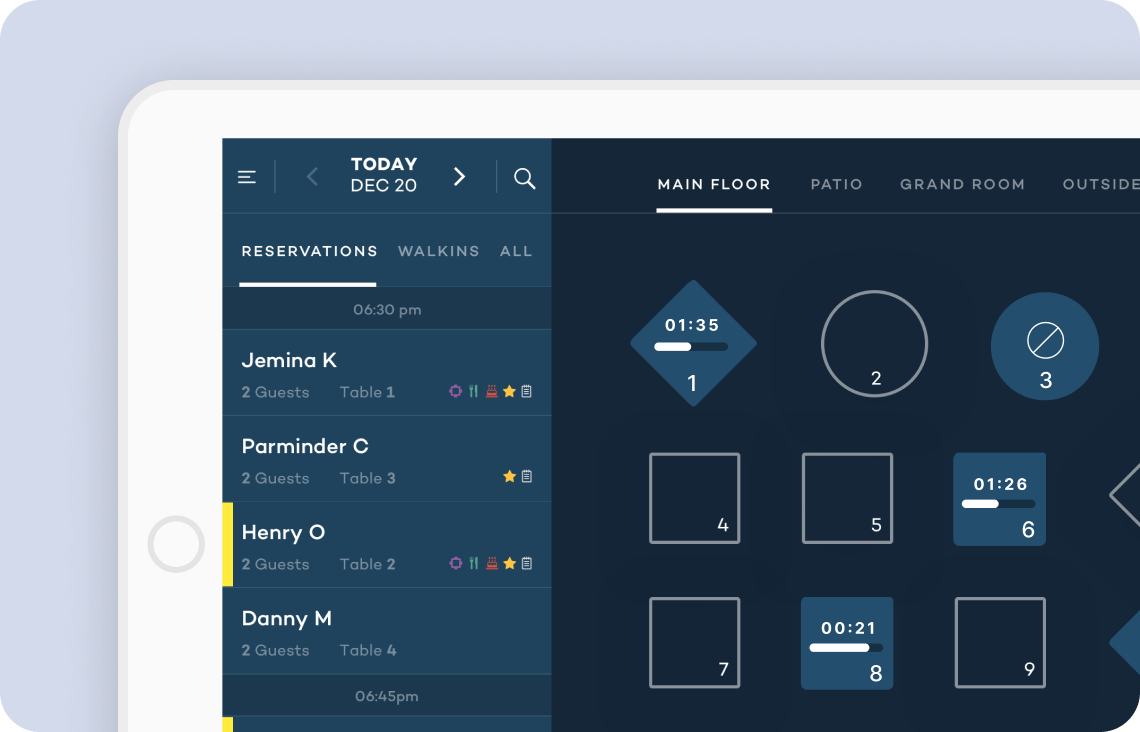 TODAY
DEC 20
RESERVATIONS WALKINS ALL
06:30 pm
Jemina K
2 Guests Table 1
Parminder C
2 Guests Table 3
Henry O
2 Guests Table 2
Danny M
2 Guests Table 4
06:45pm
MAIN FLOOR PATIO GRAND ROOM OUTSIDE
01:35
1
2
3
4
5
01:26
6
7
00:21
8
9